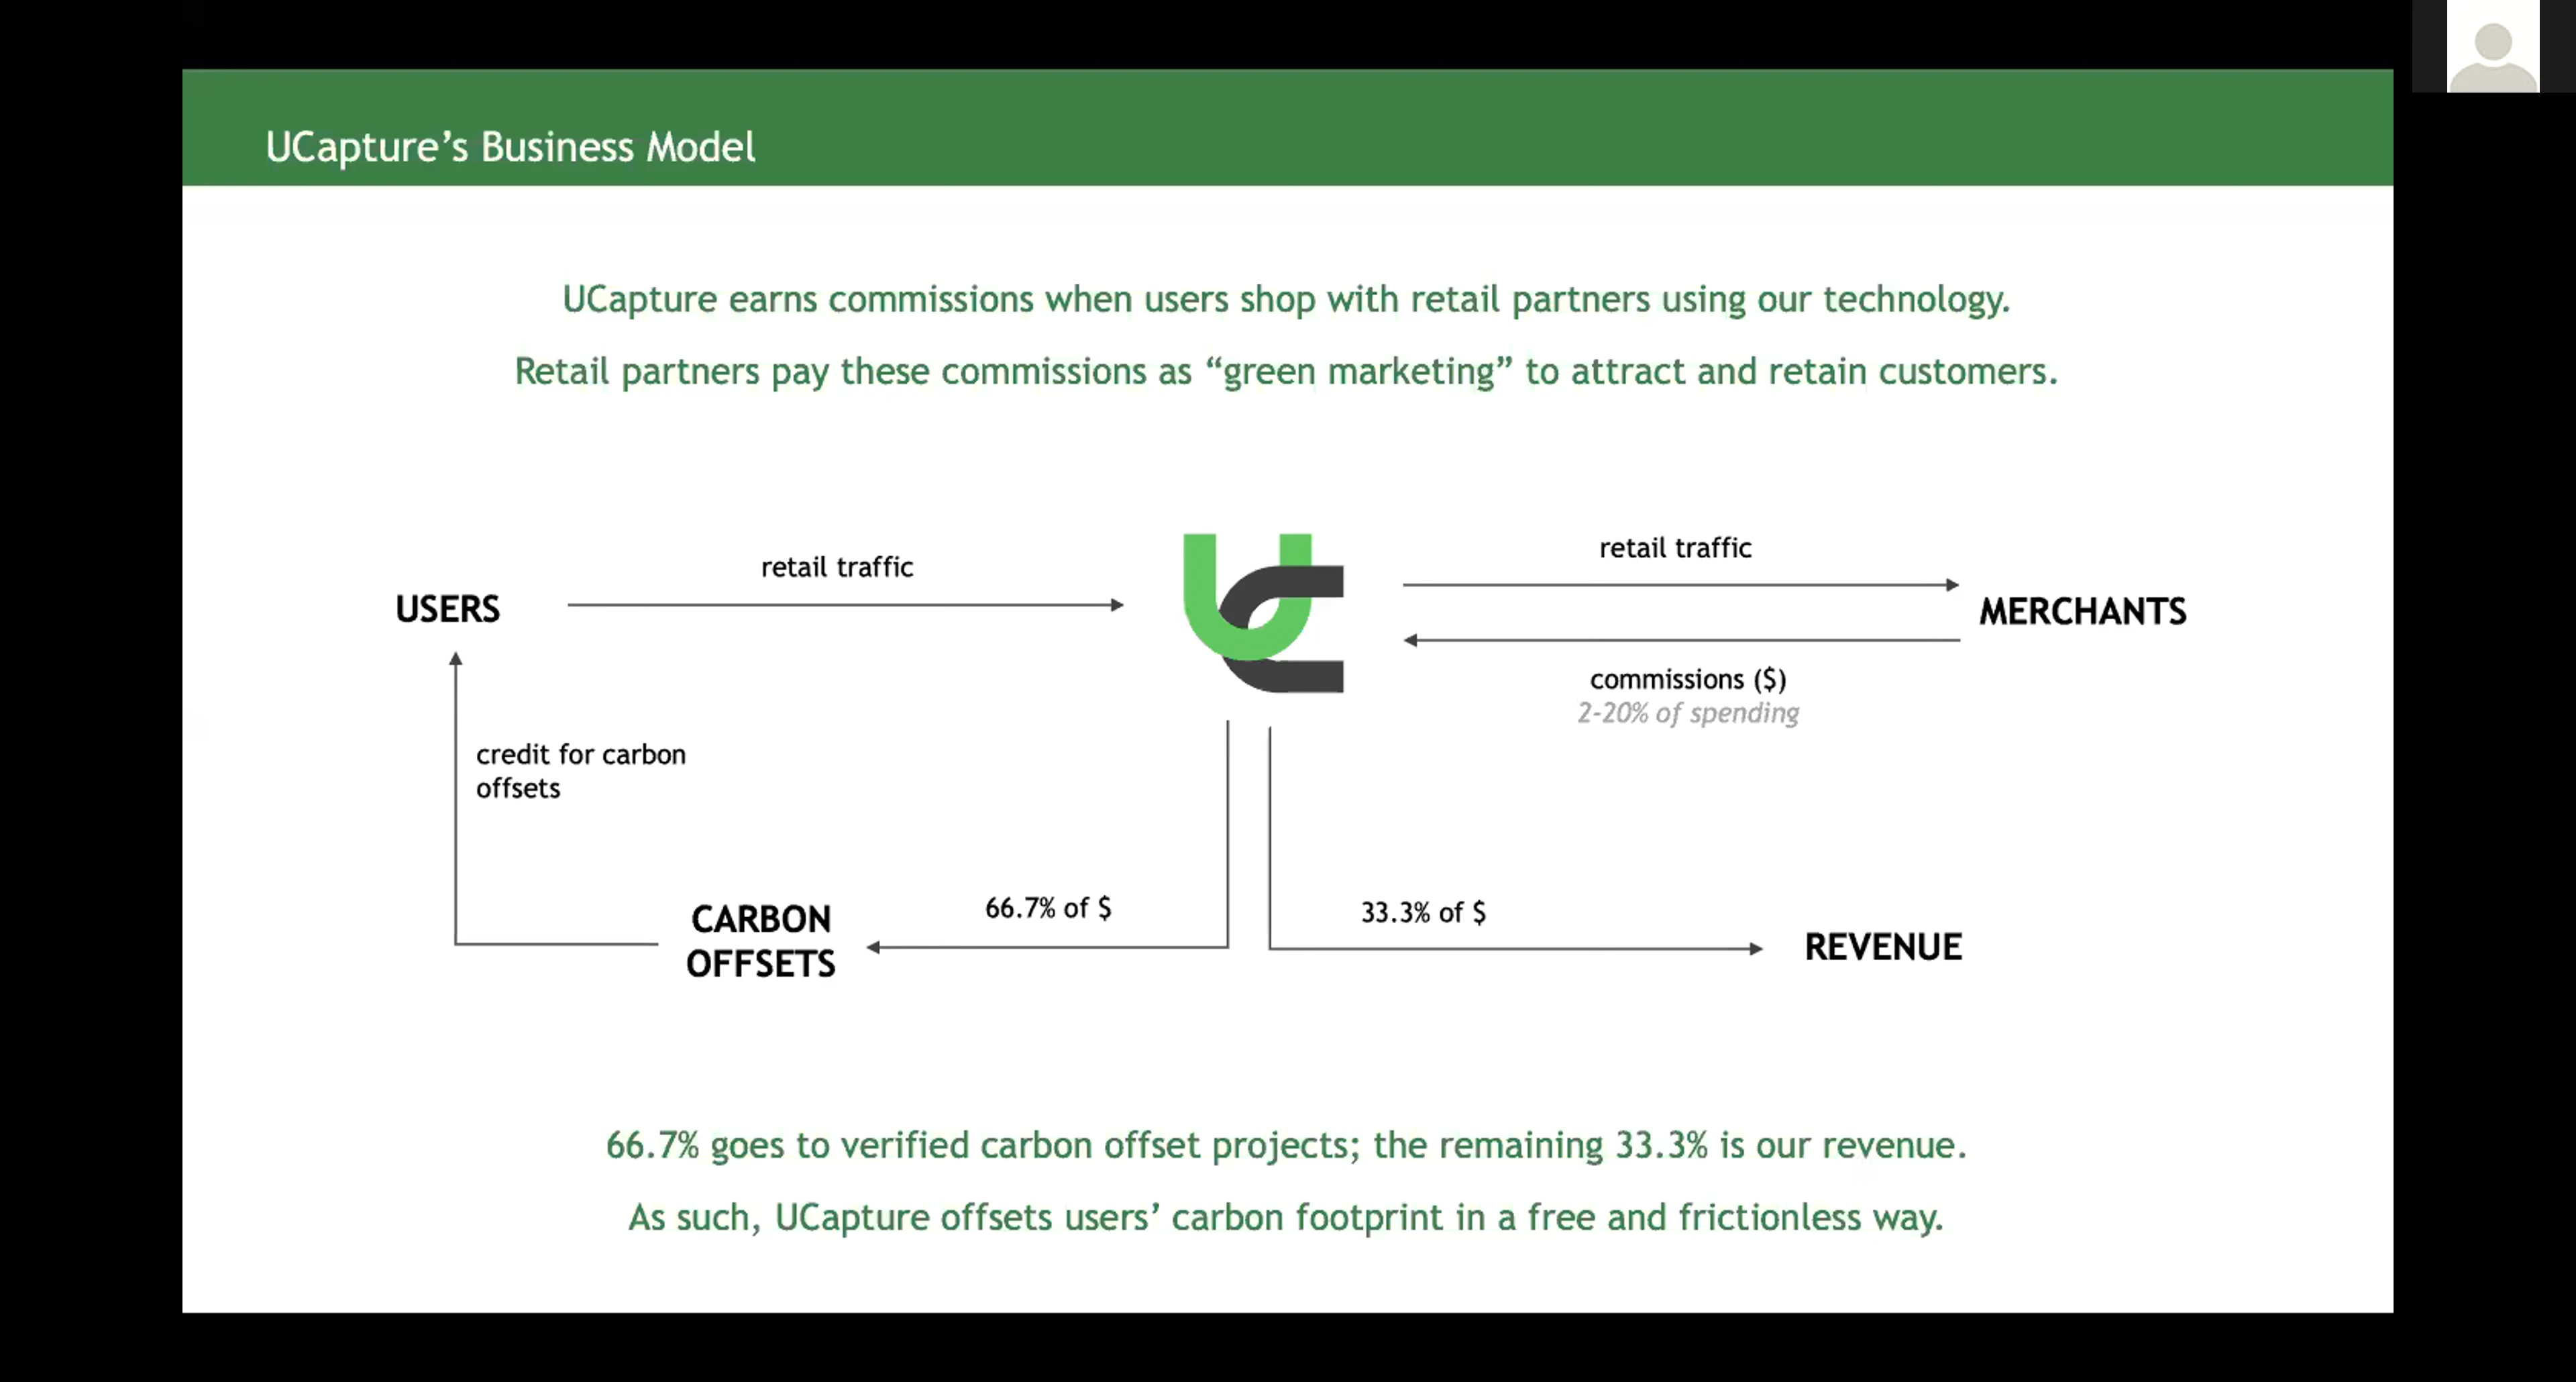 UCapture’s Business Model
UCapture earns commissions when users shop with retail partners using our technology.
Retail partners pay these commissions as “green marketing” to attract and retain customers.
retail traffic
retail traffic
USERS
MERCHANTS
commissions ($)
2-20% of spending
credit for carbon
offsets
66.7% of $
33.3% of $
CARBON
OFFSETS
REVENUE
66.7% goes to verified carbon offset projects; the remaining 33.3% is our revenue.
As such, UCapture offsets users’ carbon footprint in a free and frictionless way.